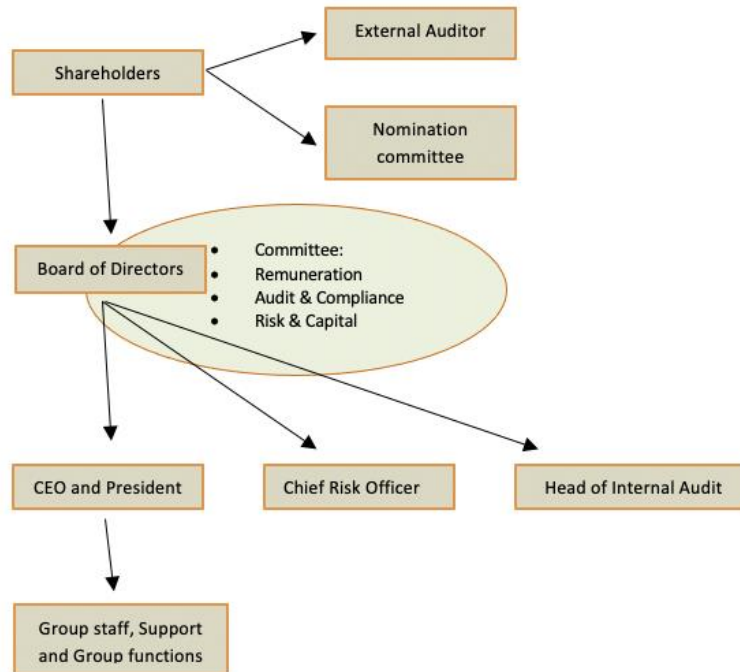 External Auditor
Shareholders
Nomination
committee
Board of Directors
• Committee:
• Remuneration
• Audit & Compliance
• Risk & Capital
CEO and President
Chief Risk Officer
Head of Internal Audit
Group staff, Support
and Group functions